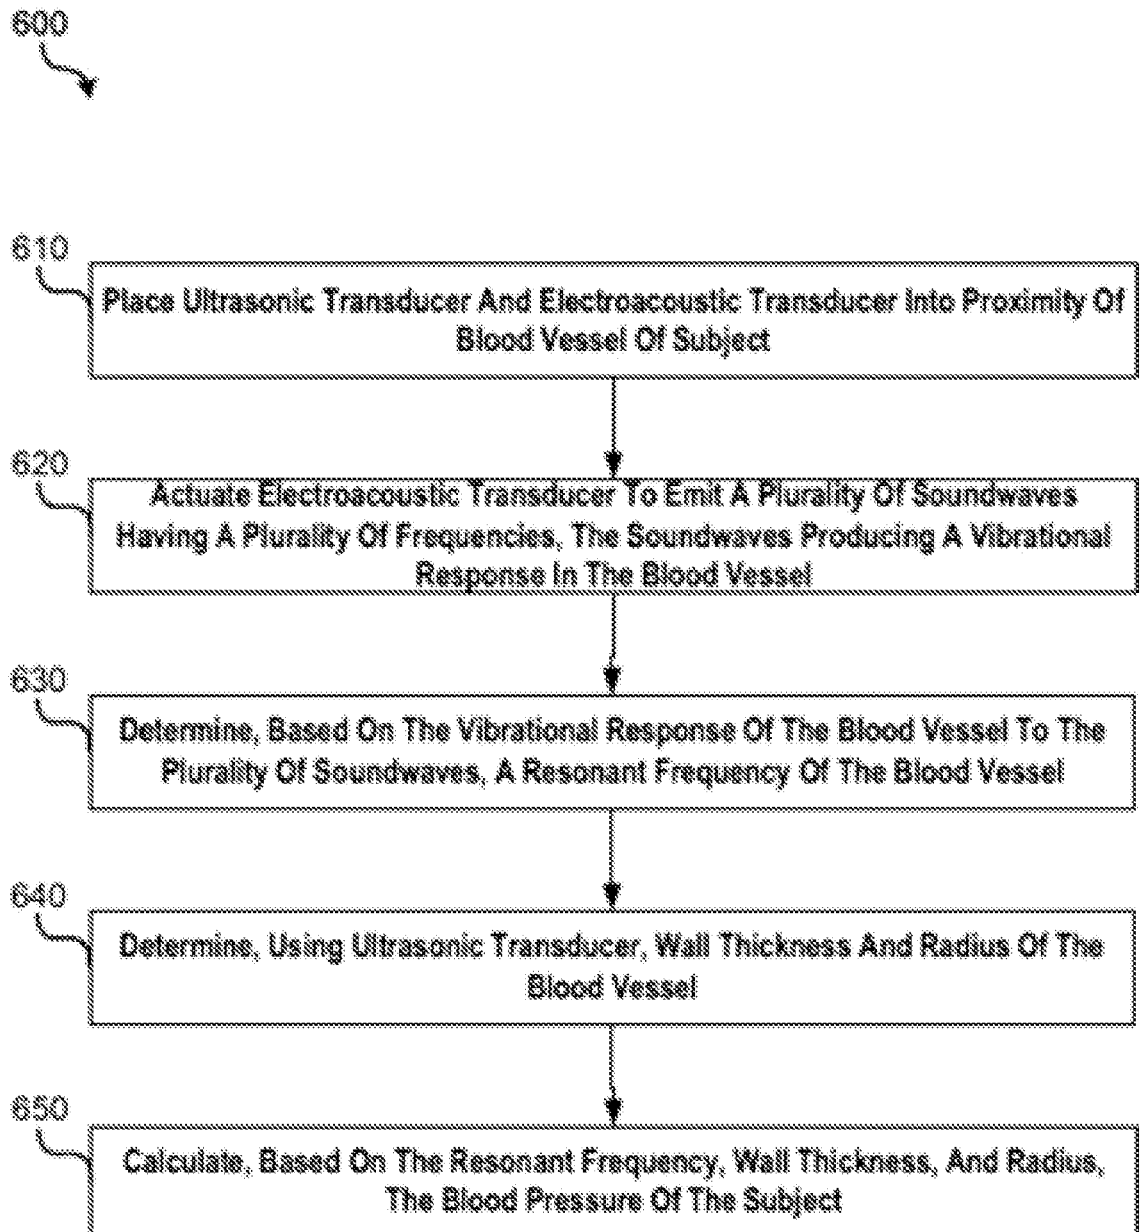 600
610
Place Ultrasonic Transducer And Electroacoustic Transducer Into Proximity Of
Blood Vessel Of Subject
620
Actuate Electroacoustic Transducer To Emit A Plurality Of Soundwaves
Having A Plurality Of Frequencies, The Soundwaves Producing A Vibrational
Response In The Blood Vessel
630
Determine, Based On The Vibrational Response Of The Blood Vessel To The
Plurality Of Soundwaves, A Resonant Frequency Of The Blood Vessel
640
Determine, Using Ultrasonic Transducer, Wall Thickness And Radius Of The
Blood Vessel
650
Calculate, Based On The Resonant Frequency, Wall Thickness, And Radius,
The Blood Pressure Of The Subject